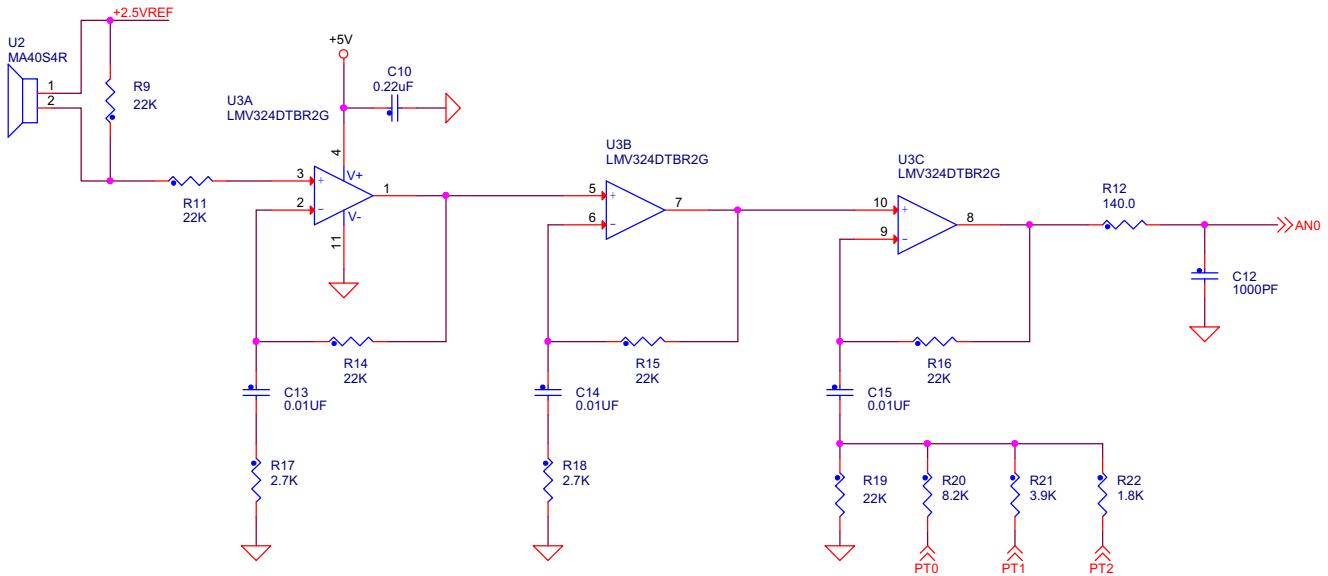 +2.5VREF
U2
MA40S4R
1
2
R9
22K
+5V
C10
0.22uF
U3A
LMV324DTBR2G
4
V+
3
+
2
−
1
V-
11
R11
22K
R14
22K
C13
0.01UF
R17
2.7K
U3B
LMV324DTBR2G
5
+
6
−
7
R15
22K
C14
0.01UF
R18
2.7K
U3C
LMV324DTBR2G
10
+
9
−
8
R12
140.0
AN0
C12
1000PF
R16
22K
C15
0.01UF
R19
22K
R20
8.2K
R21
3.9K
R22
1.8K
PT0
PT1
PT2